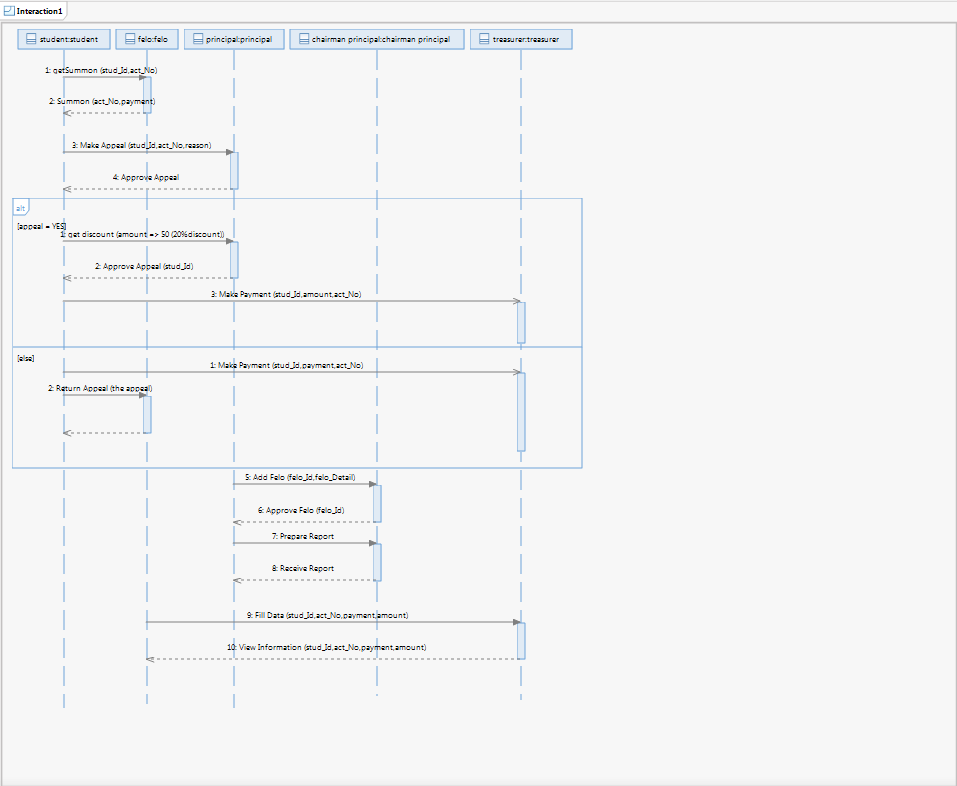 Interaction1
student:student
felo:felo
principal:principal
chairman principal:chairman principal
treasurer:treasurer
1: getSummon (stud_Id,act_No)
2: Summon (act_No,payment)
3: Make Appeal (stud_Id,act_No,reason)
4: Approve Appeal
alt
[appeal = YES]
1: get discount (amount => 50 (20%discount))
2: Approve Appeal (stud_Id)
3: Make Payment (stud_Id,amount,act_No)
[else]
1: Make Payment (stud_Id,payment,act_No)
2: Return Appeal (the appeal)
5: Add Felo (felo_Id,felo_Detail)
6: Approve Felo (felo_Id)
7: Prepare Report
8: Receive Report
9: Fill Data (stud_Id,act_No,payment,amount)
10: View Information (stud_Id,act_No,payment,amount)